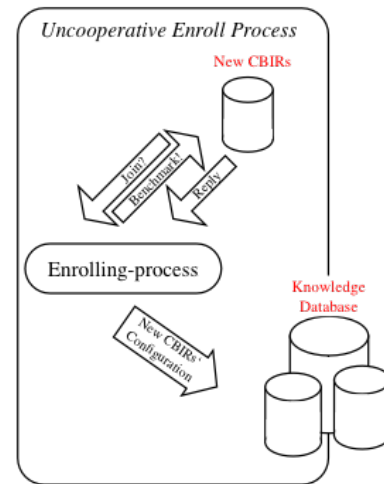 Uncooperative Enroll Process
New CBIRs
Join?
Benchmark!
Reply
Enrolling-process
New CBIRs'
Configuration
Knowledge
Database